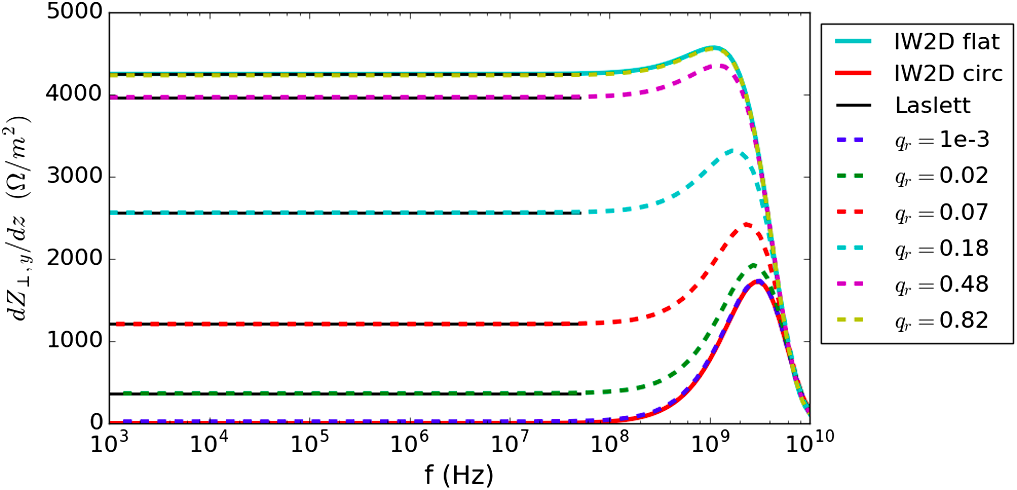 5000
4000
3000
2000
1000
0
dZ⊥,y/dz (Ω/m²)
10³ 10⁴ 10⁵ 10⁶ 10⁷ 10⁸ 10⁹ 10¹⁰
f (Hz)
IW2D flat
IW2D circ
Laslett
qᵣ = 1e-3
qᵣ = 0.02
qᵣ = 0.07
qᵣ = 0.18
qᵣ = 0.48
qᵣ = 0.82